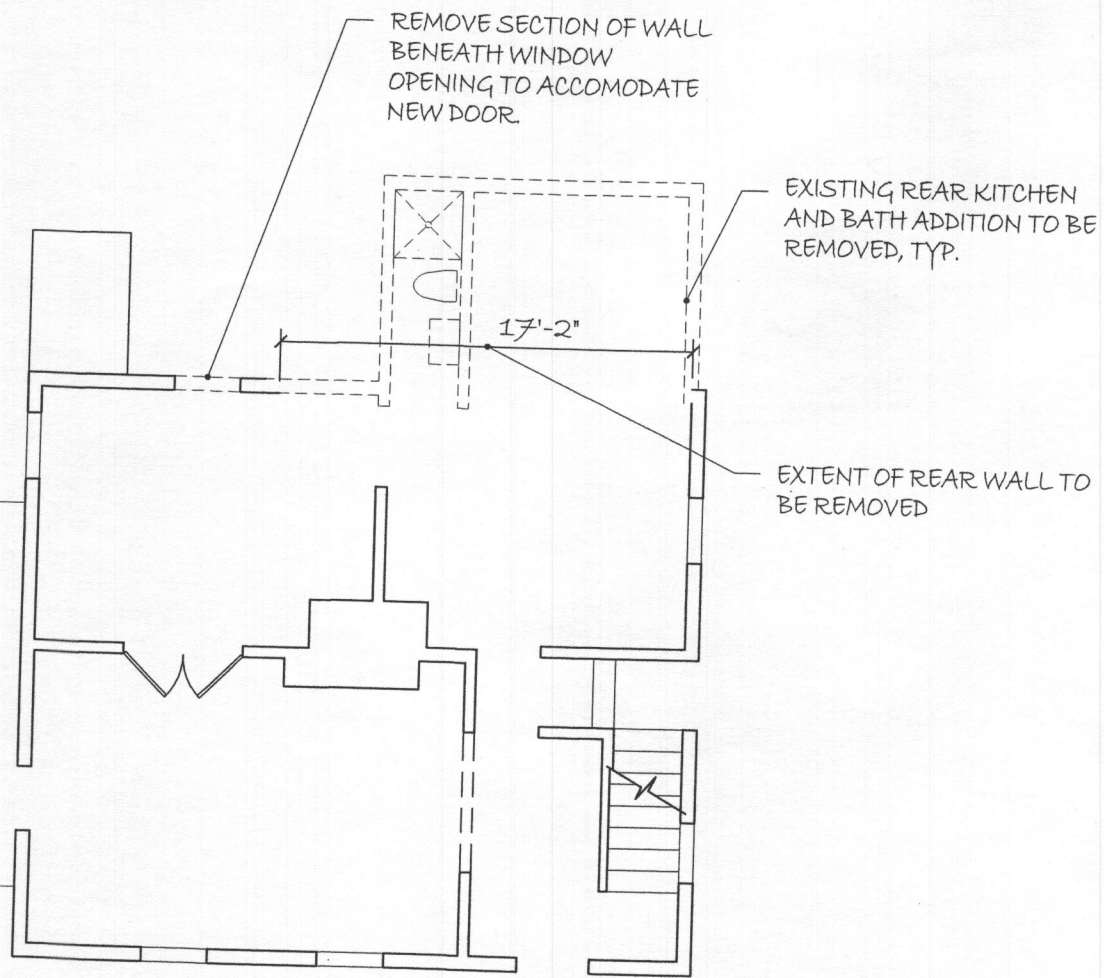 REMOVE SECTION OF WALL
BENEATH WINDOW
OPENING TO ACCOMODATE
NEW DOOR.
EXISTING REAR KITCHEN
AND BATH ADDITION TO BE
REMOVED, TYP.
17'-2"
EXTENT OF REAR WALL TO
BE REMOVED